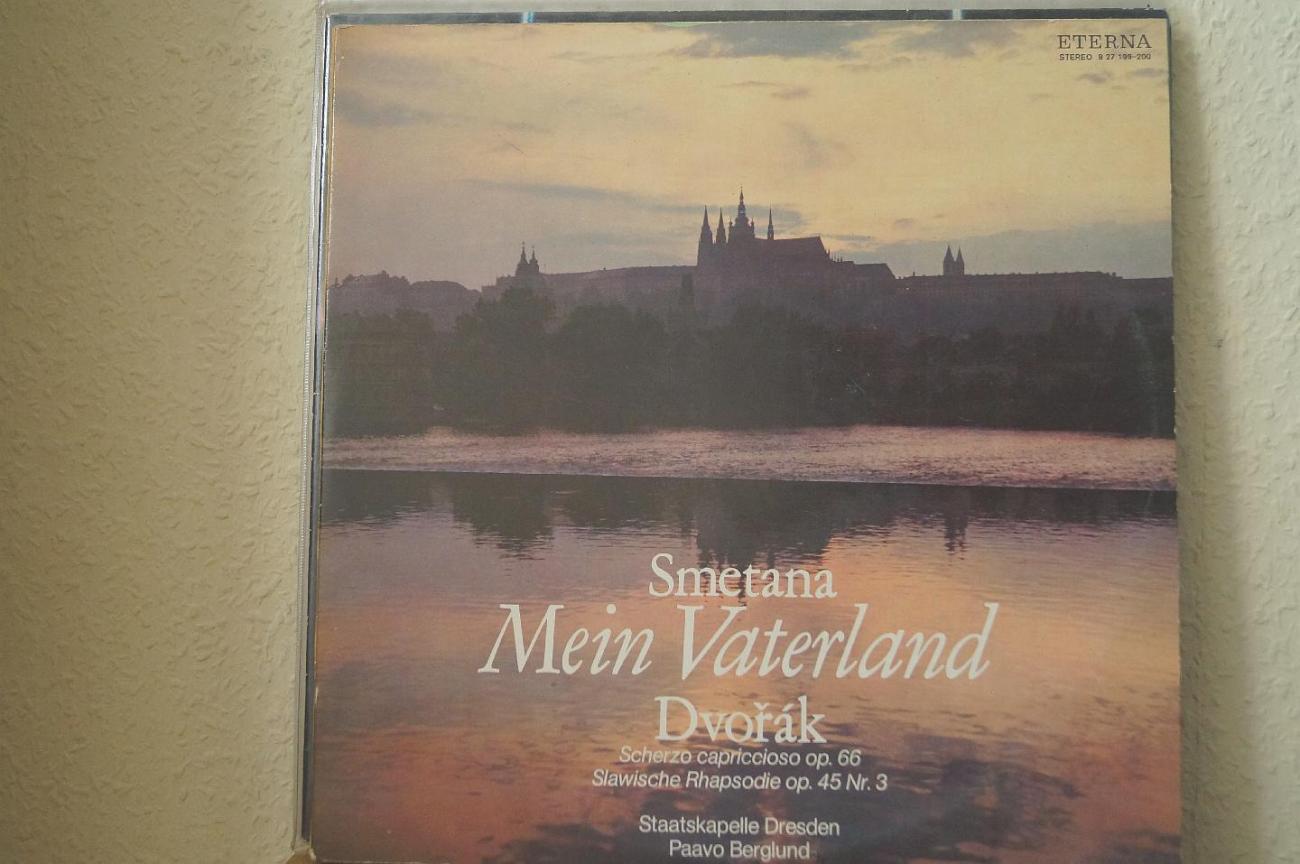 ETERNA
STEREO 8 27 199-200
Smetana
Mein Vaterland
Dvořák
Scherzo capriccioso op. 66
Slawische Rhapsodie op. 45 Nr. 3
Staatskapelle Dresden
Paavo Berglund